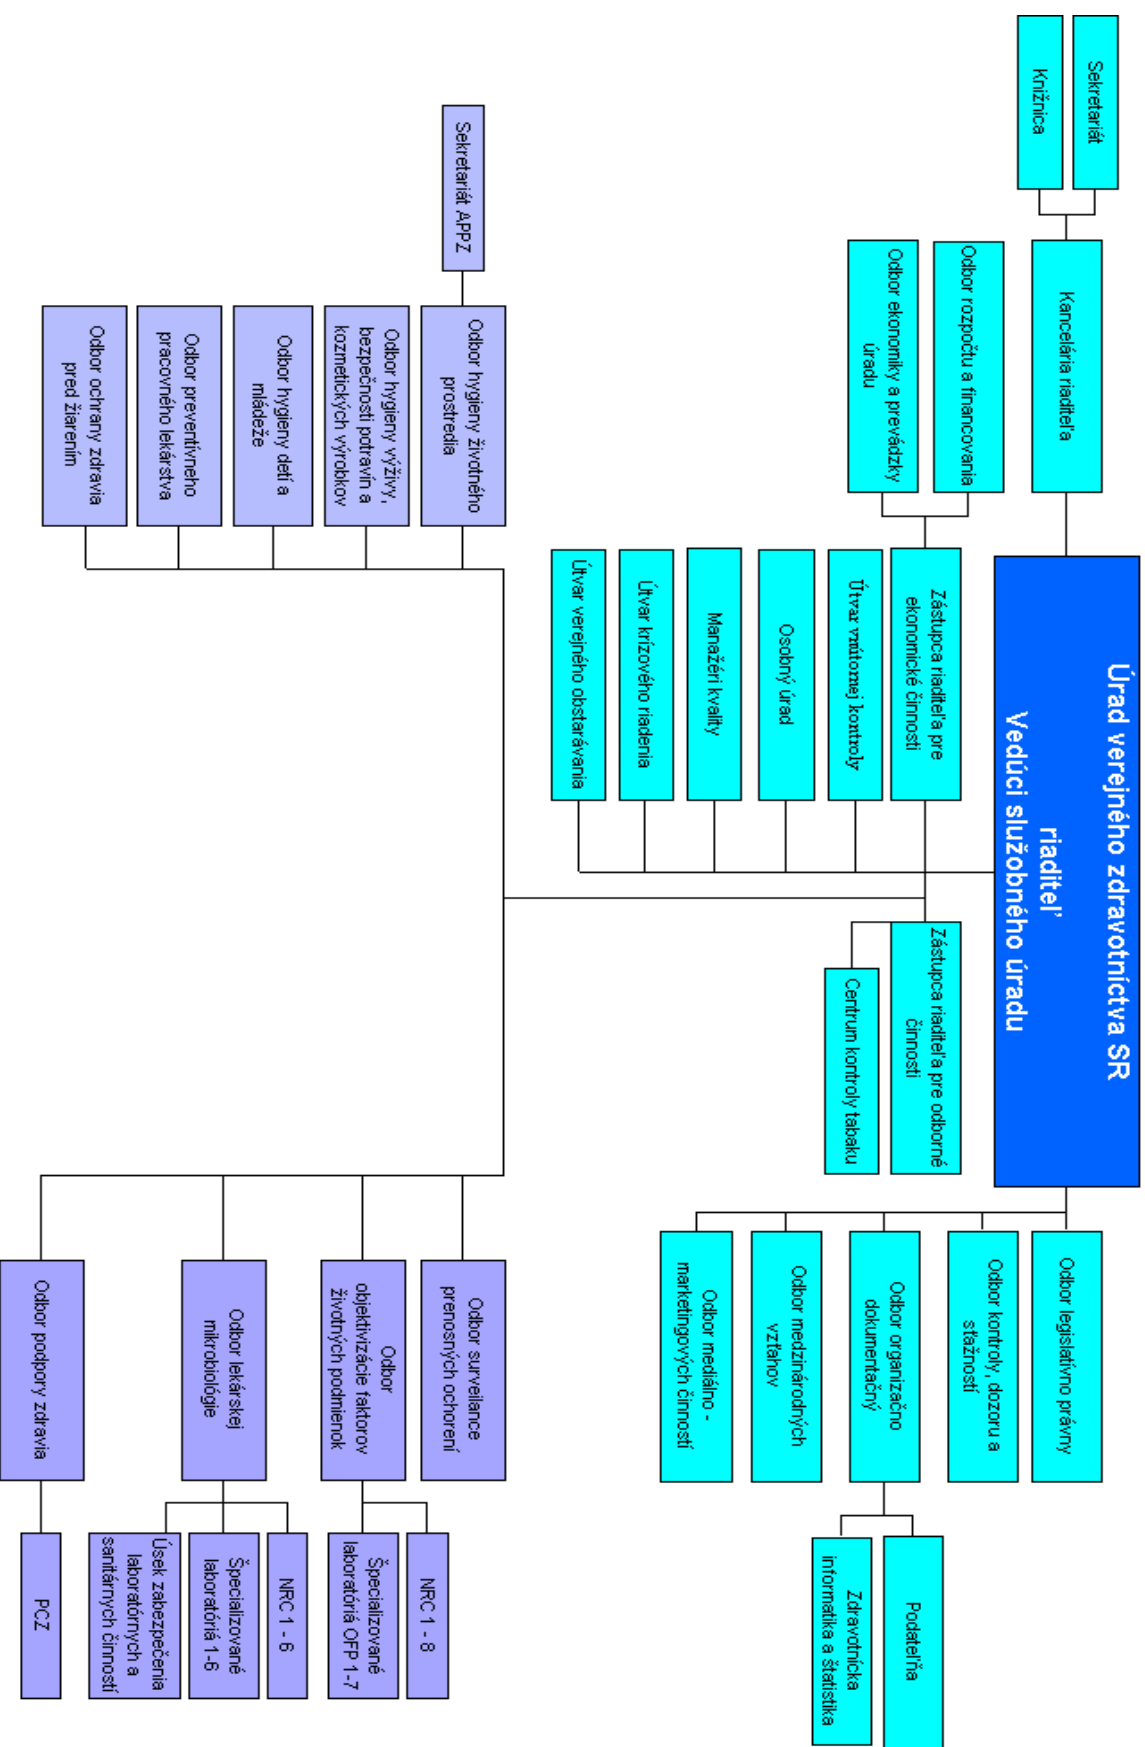 Úrad verejného zdravotníctva SR
riaditeľ
Vedúci služobného úradu
Kancelária riaditeľa
Sekretariát
Knižnica
Odbor rozpočtu a financovania
Odbor ekonomiky a prevádzky
úradu
Zástupca riaditeľa pre
ekonomické činnosti
Útvar vnútornej kontroly
Osobný úrad
Manažéri kvality
Útvar krízového riadenia
Útvar verejného obstarávania
Zástupca riaditeľa pre odborné
činnosti
Centrum kontroly tabaku
Odbor legislatívno právny
Odbor kontroly, dozoru a
sťažností
Odbor organizačno
dokumentačný
Odbor medzinárodných
vzťahov
Odbor mediálno -
marketingových činností
Podateľňa
Zdravotnícka
informatika a štatistika
Sekretariát APPZ
Odbor hygieny životného
prostredia
Odbor hygieny výživy,
bezpečnosti potravín a
kozmetických výrobkov
Odbor hygieny detí a
mládeže
Odbor preventívneho
pracovného lekárstva
Odbor ochrany zdravia
pred žiarením
Odbor surveilance
prenosných ochorení
Odbor
objektivizácie faktorov
životných podmienok
Odbor lekárskej
mikrobiológie
Odbor podpory zdravia
NRC 1 - 8
Špecializované
laboratóriá OFP 1-7
NRC 1 - 6
Špecializované
laboratóriá 1-6
Úsek zabezpečenia
laboratórnych a
sanitárnych činností
PCZ